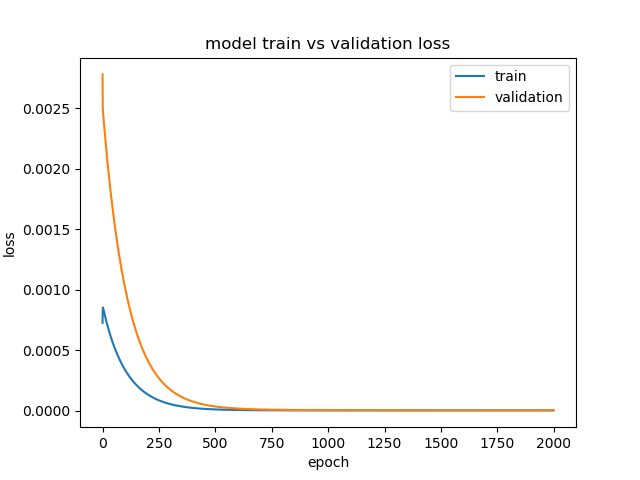 model train vs validation loss
train
validation
loss
0.0025
0.0020
0.0015
0.0010
0.0005
0.0000
0 250 500 750 1000 1250 1500 1750 2000
epoch